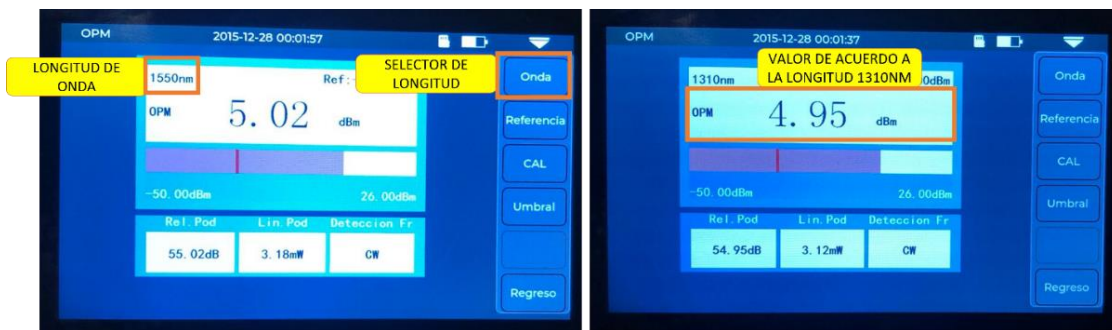 OPM 2015-12-28 00:01:57
LONGITUD DE
ONDA
SELECTOR DE
LONGITUD
1550nm Ref:
Onda
OPM 5.02 dBm
Referencia
CAL
-50.00dBm 26.00dBm
Umbral
Rel.Pod Lin.Pod Deteccion Fr
55.02dB 3.18mW CW
Regreso
OPM 2015-12-28 00:01:37
VALOR DE ACUERDO A
LA LONGITUD 1310NM
1310nm 0dBm
Onda
OPM 4.95 dBm
Referencia
CAL
-50.00dBm 26.00dBm
Umbral
Rel.Pod Lin.Pod Deteccion Fr
54.95dB 3.12mW CW
Regreso